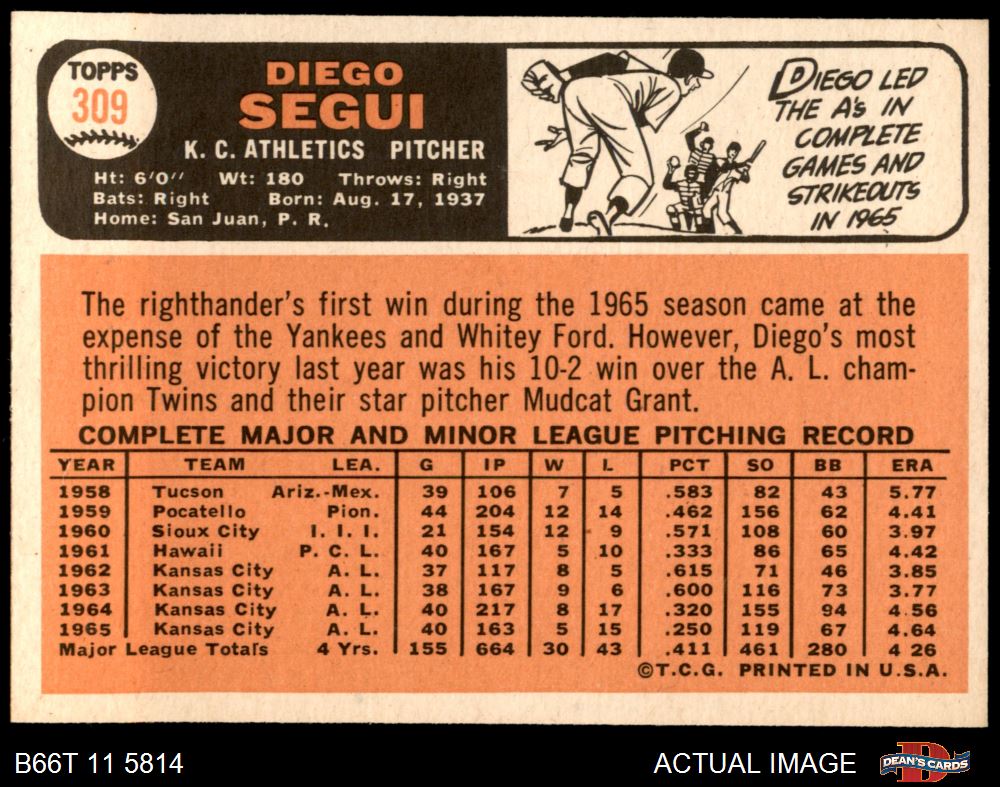 TOPPS
309
DIEGO
SEGUI
K. C. ATHLETICS PITCHER
Ht: 6'0" Wt: 180 Throws: Right
Bats: Right Born: Aug. 17, 1937
Home: San Juan, P. R.
DIEGO LED
THE A's IN
COMPLETE
GAMES AND
STRIKEOUTS
IN 1965
The righthander's first win during the 1965 season came at the
expense of the Yankees and Whitey Ford. However, Diego's most
thrilling victory last year was his 10-2 win over the A. L. cham-
pion Twins and their star pitcher Mudcat Grant.
COMPLETE MAJOR AND MINOR LEAGUE PITCHING RECORD
YEAR TEAM LEA. G IP W L PCT SO BB ERA
1958 Tucson Ariz.-Mex. 39 106 7 5 .583 82 43 5.77
1959 Pocatello Pion. 44 204 12 14 .462 156 62 4.41
1960 Sioux City I. I. I. 21 154 12 9 .571 108 60 3.97
1961 Hawaii P. C. L. 40 167 5 10 .333 86 65 4.42
1962 Kansas City A. L. 37 117 8 5 .615 71 46 3.85
1963 Kansas City A. L. 38 167 9 6 .600 116 73 3.77
1964 Kansas City A. L. 40 217 8 17 .320 155 94 4.56
1965 Kansas City A. L. 40 163 5 15 .250 119 67 4.64
Major League Totals 4 Yrs. 155 664 30 43 .411 461 280 4 26
©T.C.G. PRINTED IN U.S.A.
B66T 11 5814
ACTUAL IMAGE
DEAN'S CARDS